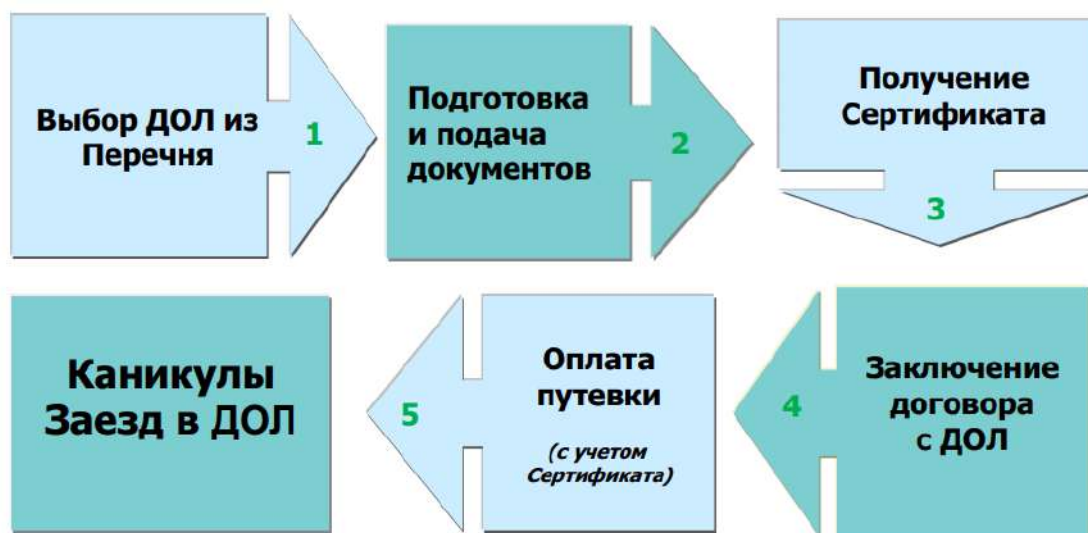 Выбор ДОЛ из
Перечня
1
Подготовка
и подача
документов
2
Получение
Сертификата
3
Заключение
договора
с ДОЛ
4
Оплата
путевки
(с учетом
Сертификата)
5
Каникулы
Заезд в ДОЛ